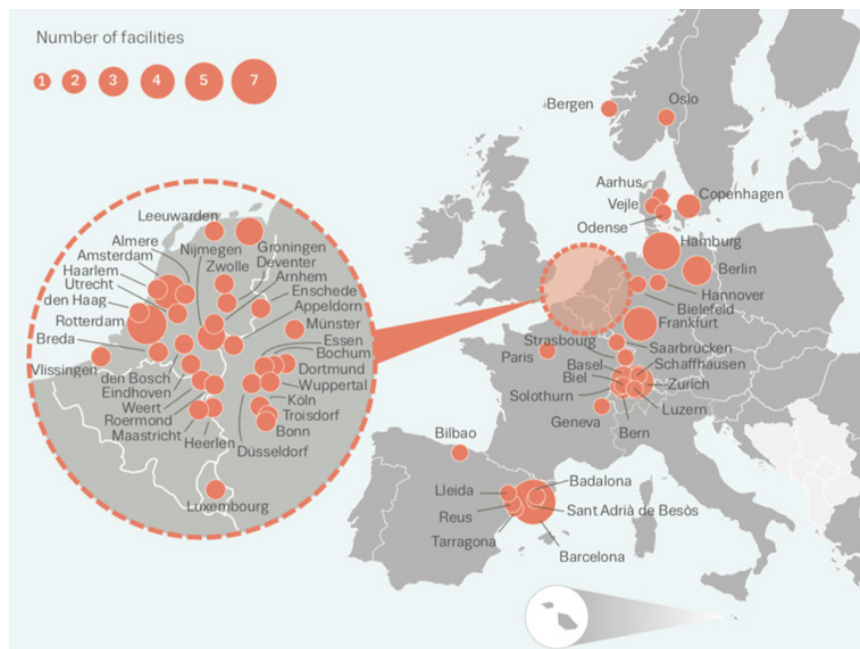 Number of facilities
1 2 3 4 5 7
Bergen
Oslo
Aarhus
Vejle
Copenhagen
Odense
Hamburg
Berlin
Hannover
Bielefeld
Frankfurt
Strasbourg
Saarbrücken
Paris
Basel
Schaffhausen
Biel
Zurich
Solothurn
Luzern
Geneva
Bern
Bilbao
Lleida
Badalona
Reus
Sant Adrià de Besòs
Tarragona
Barcelona
Leeuwarden
Almere
Nijmegen
Groningen
Amsterdam
Zwolle
Deventer
Haarlem
Arnhem
Utrecht
Enschede
den Haag
Appeldorn
Rotterdam
Münster
Breda
Essen
Bochum
Vlissingen
Dortmund
den Bosch
Wuppertal
Eindhoven
Weert
Köln
Roermond
Troisdorf
Maastricht
Bonn
Heerlen
Düsseldorf
Luxembourg